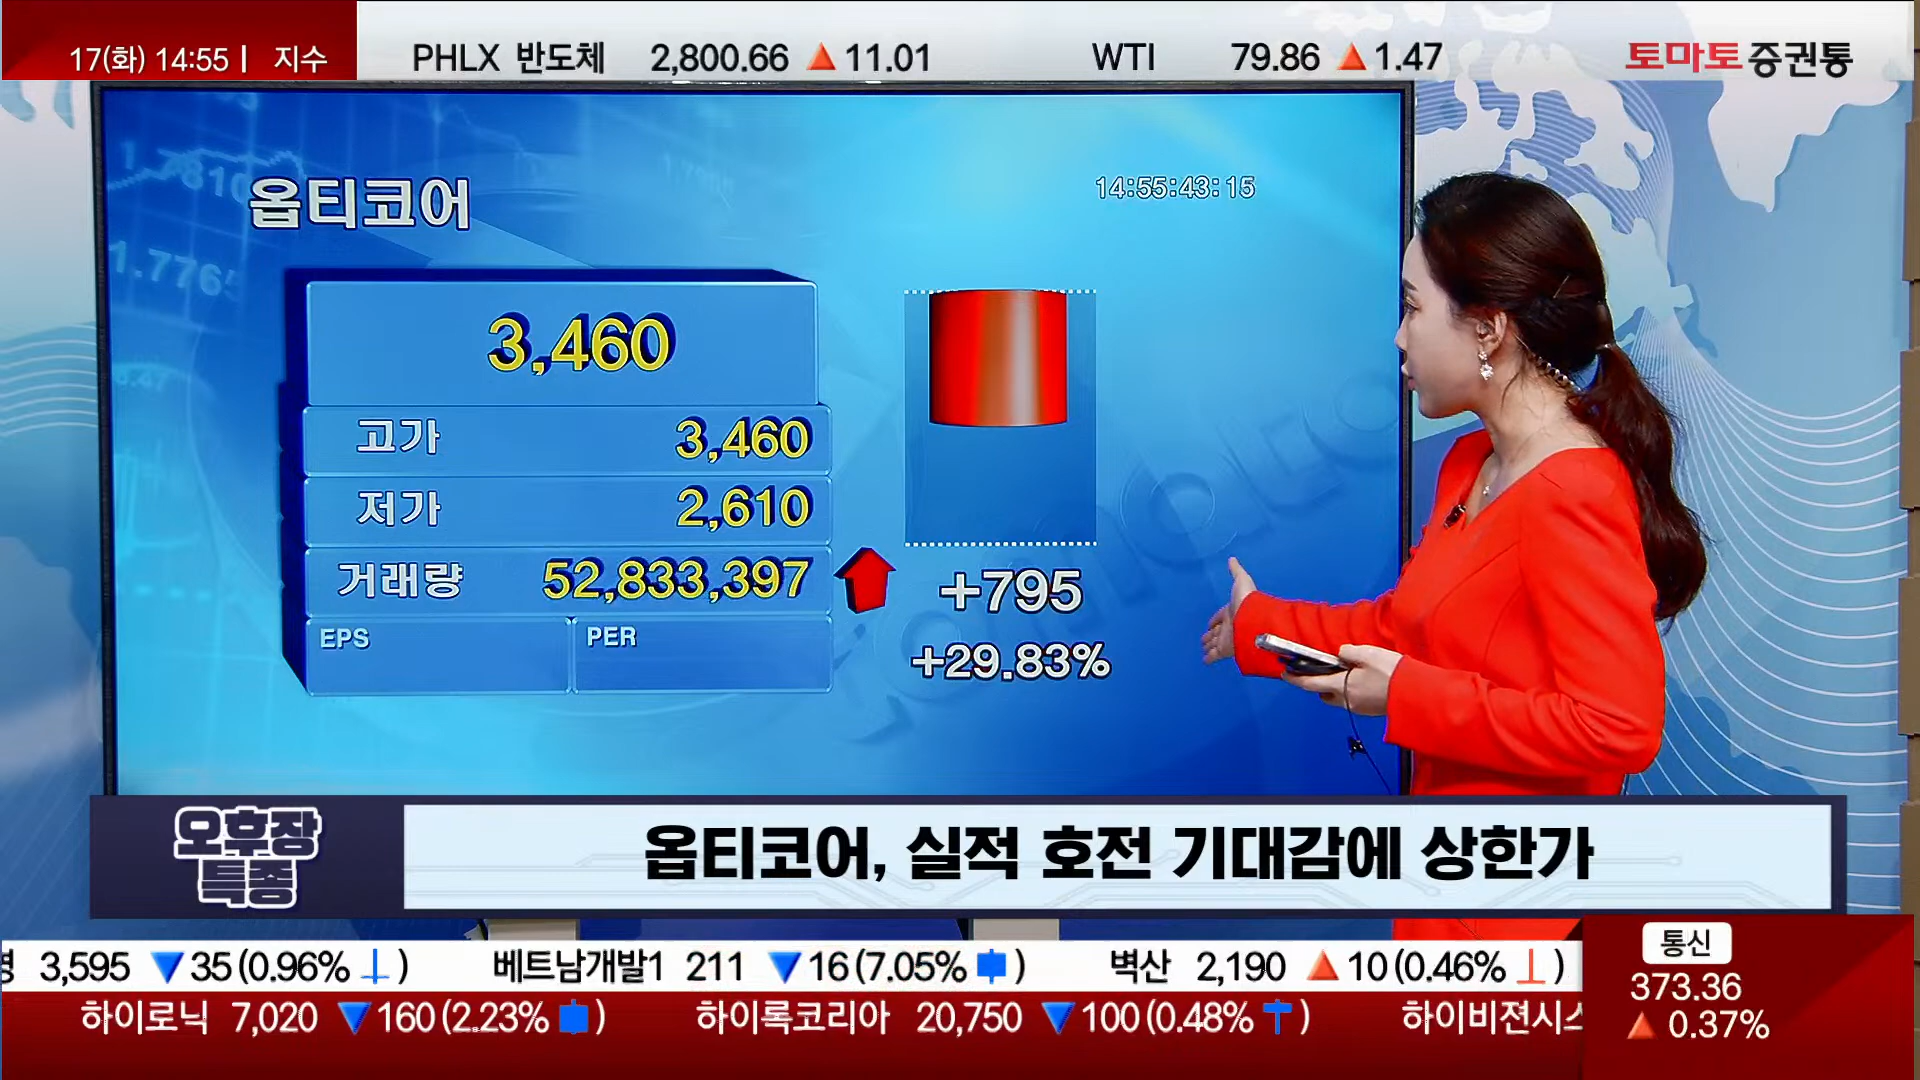 17(화) 14:55 | 지수 PHLX 반도체 2,800.66 ▲11.01 WTI 79.86 ▲1.47 토마토증권통
옵티코어
14:55:43:15
3,460
고가 3,460
저가 2,610
거래량 52,833,397
EPS PER
+795
+29.83%
오후장
특종
옵티코어, 실적 호전 기대감에 상한가
3,595 ▼35(0.96% ) 베트남개발1 211 ▼16(7.05% ) 벽산 2,190 ▲10(0.46% )
하이로닉 7,020 ▼160(2.23% ) 하이록코리아 20,750 ▼100(0.48% ) 하이비젼시스
통신
373.36
▲ 0.37%